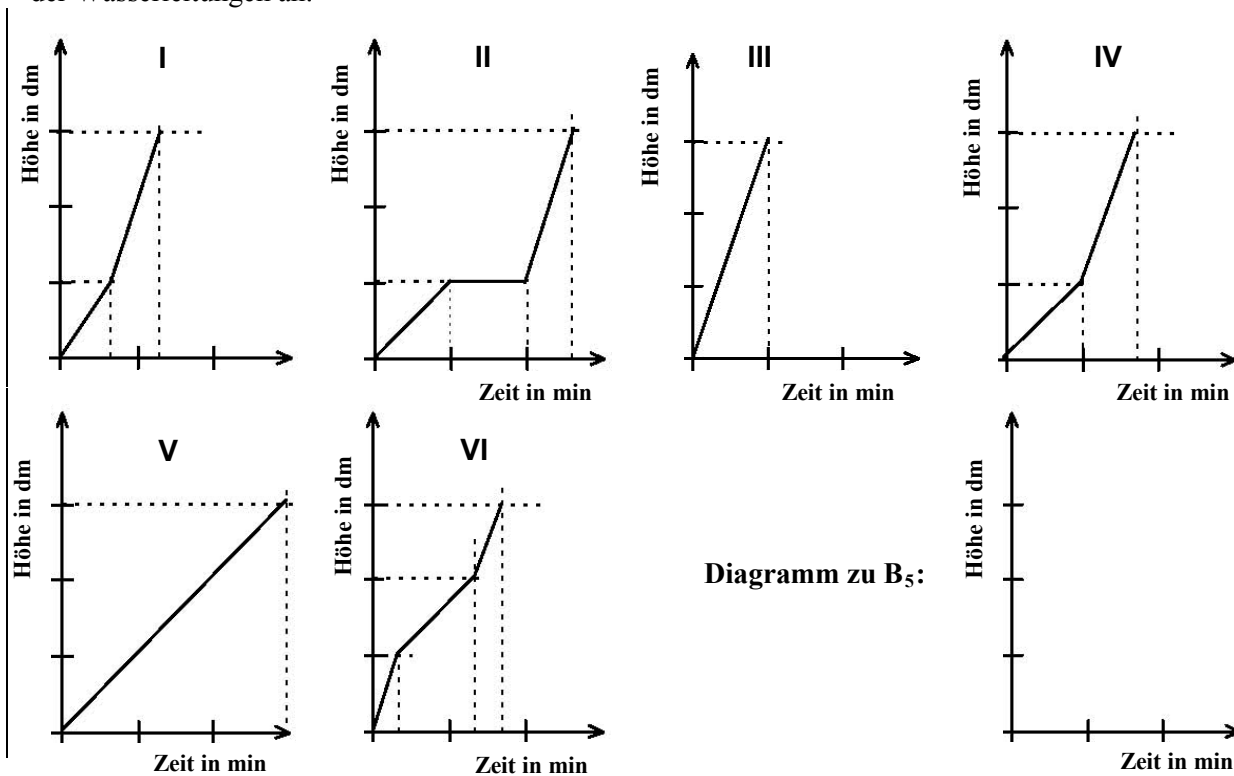 der Wasserleitungen an.
I II III IV
Höhe in dm Höhe in dm Höhe in dm Höhe in dm
Zeit in min Zeit in min Zeit in min
V VI
Höhe in dm Höhe in dm Diagramm zu B₅: Höhe in dm
Zeit in min Zeit in min Zeit in min